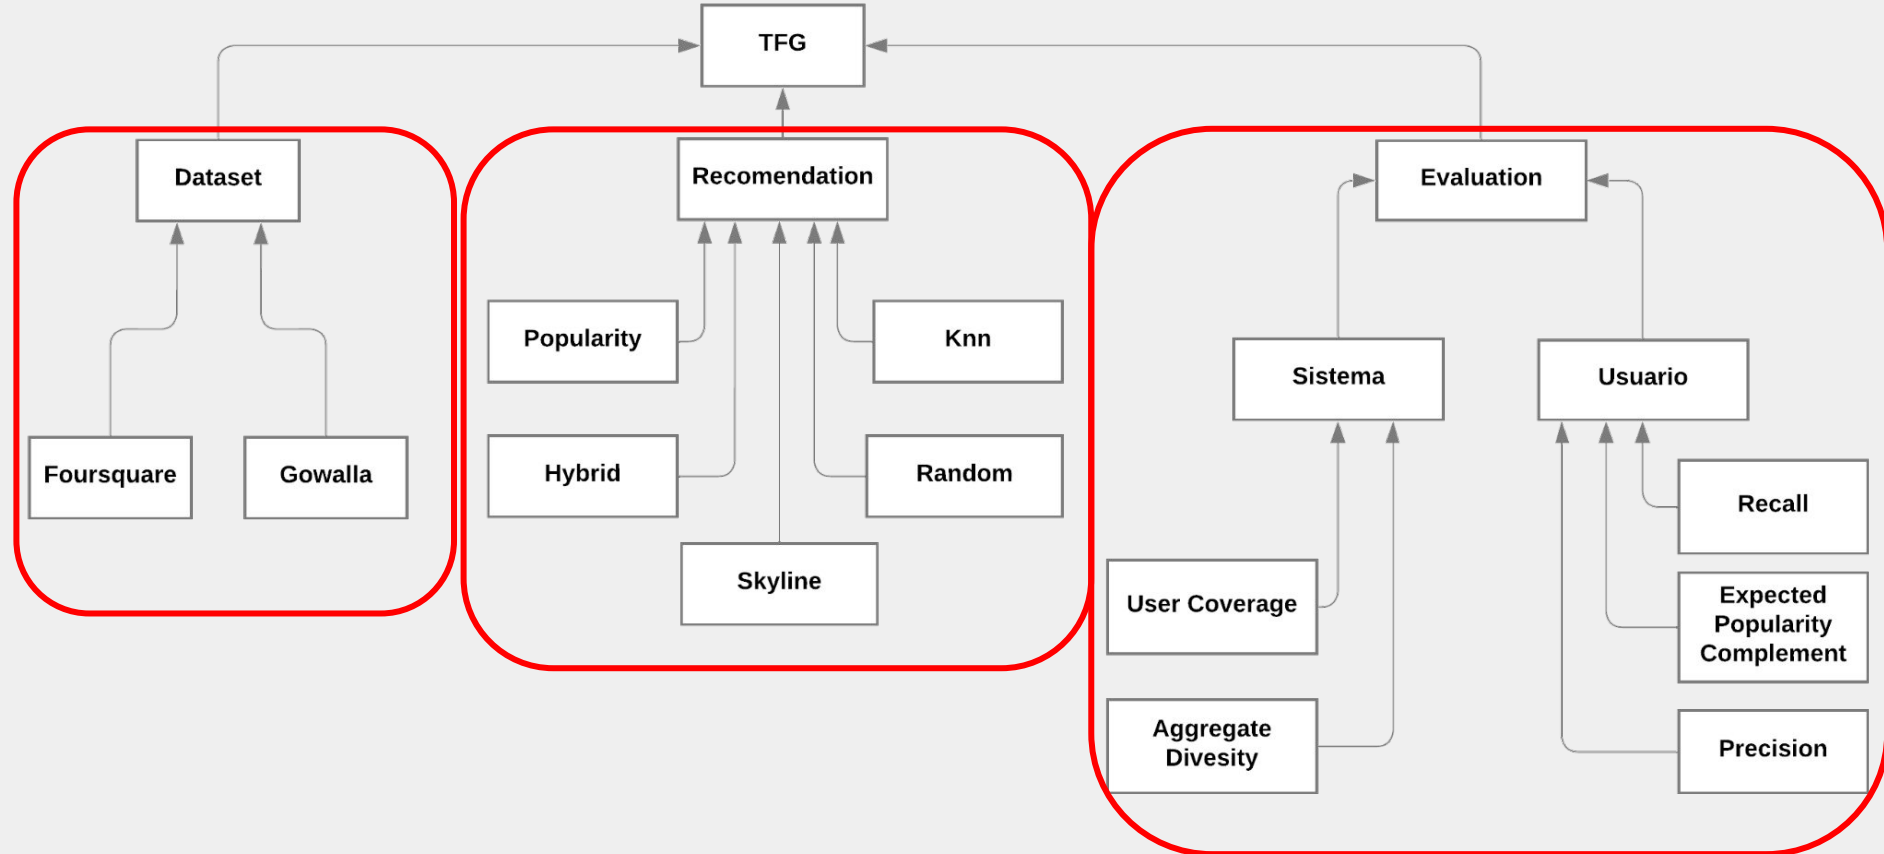 TFG
Dataset
Recomendation
Evaluation
Popularity
Knn
Sistema
Usuario
Foursquare
Gowalla
Hybrid
Random
Recall
Skyline
User Coverage
Expected
Popularity
Complement
Aggregate
Divesity
Precision